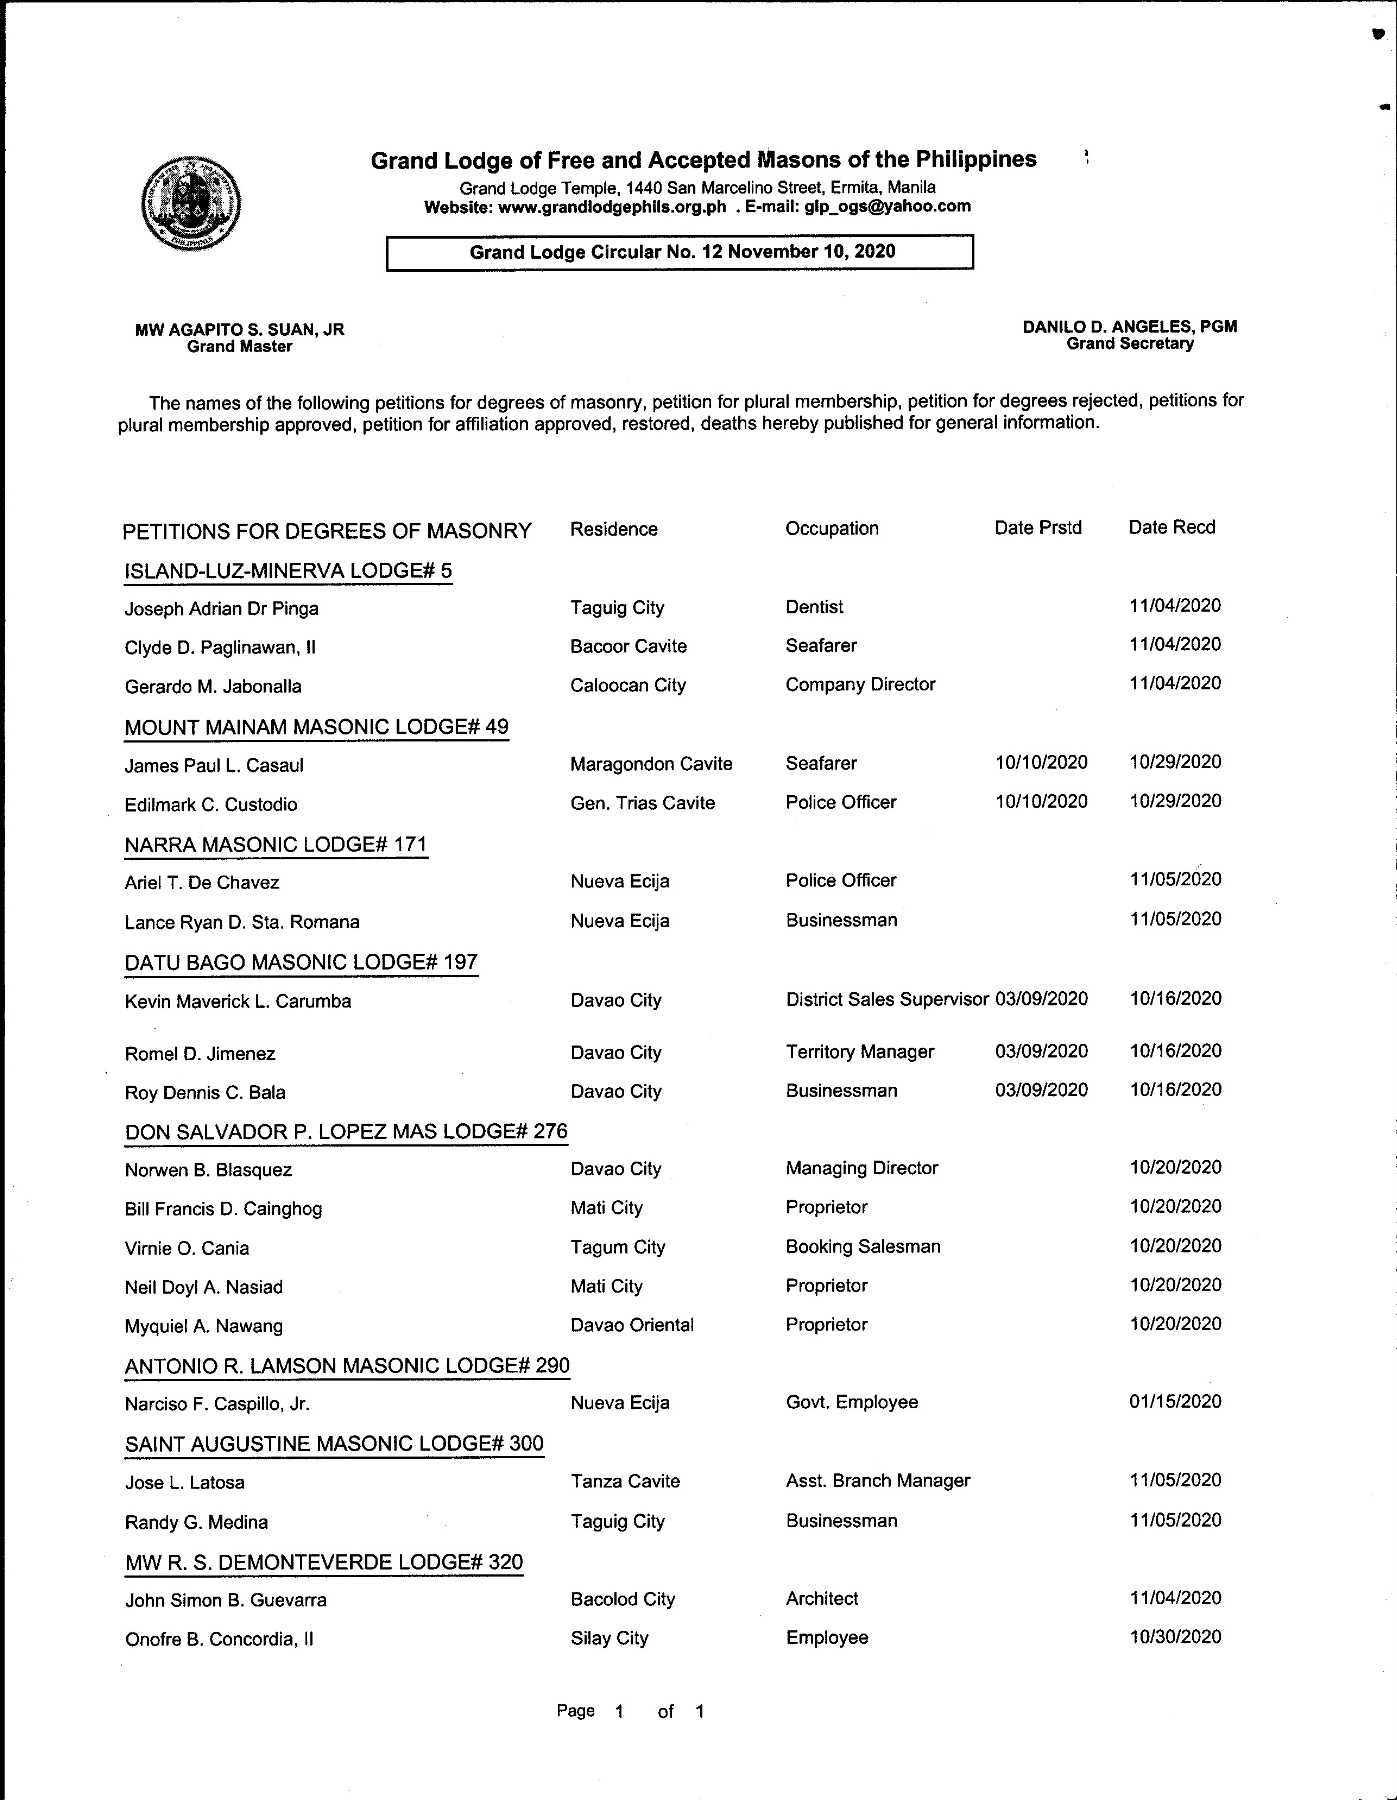 Grand Lodge of Free and Accepted Masons of the Philippines
Grand Lodge Temple, 1440 San Marcelino Street, Ermita, Manila
Website: www.grandlodgephils.org.ph . E-mail: glp_ogs@yahoo.com
Grand Lodge Circular No. 12 November 10, 2020
MW AGAPITO S. SUAN, JR DANILO D. ANGELES, PGM
Grand Master Grand Secretary
The names of the following petitions for degrees of masonry, petition for plural membership, petition for degrees rejected, petitions for
plural membership approved, petition for affiliation approved, restored, deaths hereby published for general information.
PETITIONS FOR DEGREES OF MASONRY Residence Occupation Date Prstd Date Recd
ISLAND-LUZ-MINERVA LODGE# 5
Joseph Adrian Dr Pinga Taguig City Dentist 11/04/2020
Clyde D. Paglinawan, II Bacoor Cavite Seafarer 11/04/2020
Gerardo M. Jabonalla Caloocan City Company Director 11/04/2020
MOUNT MAINAM MASONIC LODGE# 49
James Paul L. Casaul Maragondon Cavite Seafarer 10/10/2020 10/29/2020
Edilmark C. Custodio Gen. Trias Cavite Police Officer 10/10/2020 10/29/2020
NARRA MASONIC LODGE# 171
Ariel T. De Chavez Nueva Ecija Police Officer 11/05/2020
Lance Ryan D. Sta. Romana Nueva Ecija Businessman 11/05/2020
DATU BAGO MASONIC LODGE# 197
Kevin Maverick L. Carumba Davao City District Sales Supervisor 03/09/2020 10/16/2020
Romel D. Jimenez Davao City Territory Manager 03/09/2020 10/16/2020
Roy Dennis C. Bala Davao City Businessman 03/09/2020 10/16/2020
DON SALVADOR P. LOPEZ MAS LODGE# 276
Norwen B. Blasquez Davao City Managing Director 10/20/2020
Bill Francis D. Cainghog Mati City Proprietor 10/20/2020
Virnie O. Cania Tagum City Booking Salesman 10/20/2020
Neil Doyl A. Nasiad Mati City Proprietor 10/20/2020
Myquiel A. Nawang Davao Oriental Proprietor 10/20/2020
ANTONIO R. LAMSON MASONIC LODGE# 290
Narciso F. Caspillo, Jr. Nueva Ecija Govt. Employee 01/15/2020
SAINT AUGUSTINE MASONIC LODGE# 300
Jose L. Latosa Tanza Cavite Asst. Branch Manager 11/05/2020
Randy G. Medina Taguig City Businessman 11/05/2020
MW R. S. DEMONTEVERDE LODGE# 320
John Simon B. Guevarra Bacolod City Architect 11/04/2020
Onofre B. Concordia, II Silay City Employee 10/30/2020
Page 1 of 1